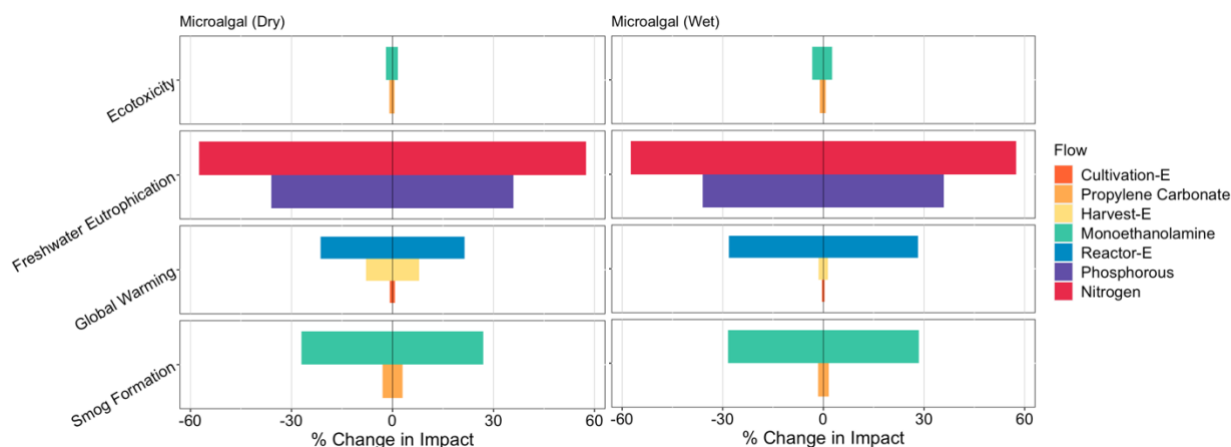 Microalgal (Dry)
Microalgal (Wet)
Ecotoxicity
Freshwater Eutrophication
Global Warming
Smog Formation
Flow
Cultivation-E
Propylene Carbonate
Harvest-E
Monoethanolamine
Reactor-E
Phosphorous
Nitrogen
-60 -30 0 30 60
-60 -30 0 30 60
% Change in Impact
% Change in Impact